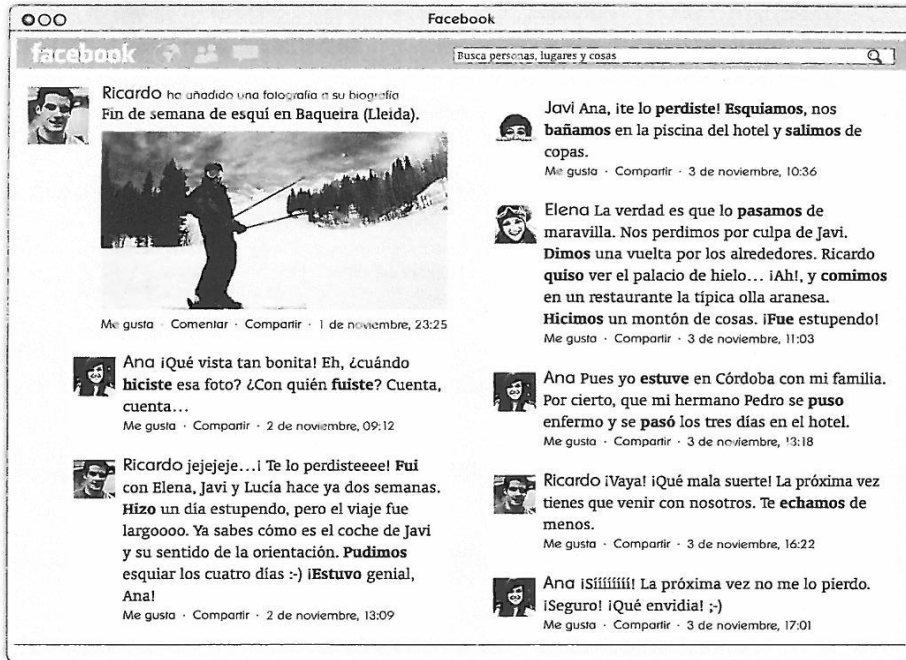 Facebook
facebook
Busca personas, lugares y cosas
Ricardo ha añadido una fotografía a su biografía
Fin de semana de esquí en Baqueira (Lleida).
Me gusta · Comentar · Compartir · 1 de noviembre, 23:25
Ana ¡Qué vista tan bonita! Eh, ¿cuándo
hiciste esa foto? ¿Con quién fuiste? Cuenta,
cuenta...
Me gusta · Compartir · 2 de noviembre, 09:12
Ricardo jejejeje...¡ Te lo perdisteeee! Fui
con Elena, Javi y Lucía hace ya dos semanas.
Hizo un día estupendo, pero el viaje fue
largoooo. Ya sabes cómo es el coche de Javi
y su sentido de la orientación. Pudimos
esquiar los cuatro días :-) ¡Estuvo genial,
Ana!
Me gusta · Compartir · 2 de noviembre, 13:09
Javi Ana, ¡te lo perdiste! Esquiamos, nos
bañamos en la piscina del hotel y salimos de
copas.
Me gusta · Compartir · 3 de noviembre, 10:36
Elena La verdad es que lo pasamos de
maravilla. Nos perdimos por culpa de Javi.
Dimos una vuelta por los alrededores. Ricardo
quiso ver el palacio de hielo... ¡Ah!, y comimos
en un restaurante la típica olla aranesa.
Hicimos un montón de cosas. ¡Fue estupendo!
Me gusta · Compartir · 3 de noviembre, 11:03
Ana Pues yo estuve en Córdoba con mi familia.
Por cierto, que mi hermano Pedro se puso
enfermo y se pasó los tres días en el hotel.
Me gusta · Compartir · 3 de noviembre, 13:18
Ricardo ¡Vaya! ¡Qué mala suerte! La próxima vez
tienes que venir con nosotros. Te echamos de
menos.
Me gusta · Compartir · 3 de noviembre, 16:22
Ana ¡Síííííííí! La próxima vez no me lo pierdo.
¡Seguro! ¡Qué envidia! ;-)
Me gusta · Compartir · 3 de noviembre, 17:01